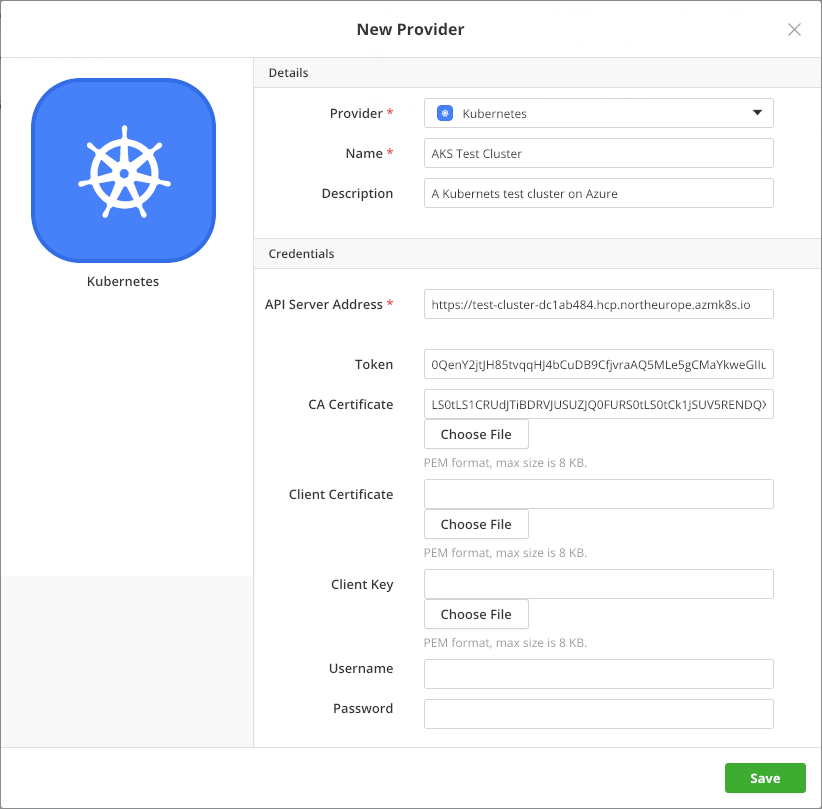 New Provider
Details
Provider *
Kubernetes
Name *
AKS Test Cluster
Description
A Kubernets test cluster on Azure
Kubernetes
Credentials
API Server Address *
https://test-cluster-dc1ab484.hcp.northeurope.azmk8s.io
Token
CA Certificate
Choose File
PEM format, max size is 8 KB.
Client Certificate
Choose File
PEM format, max size is 8 KB.
Client Key
Choose File
PEM format, max size is 8 KB.
Username
Password
Save